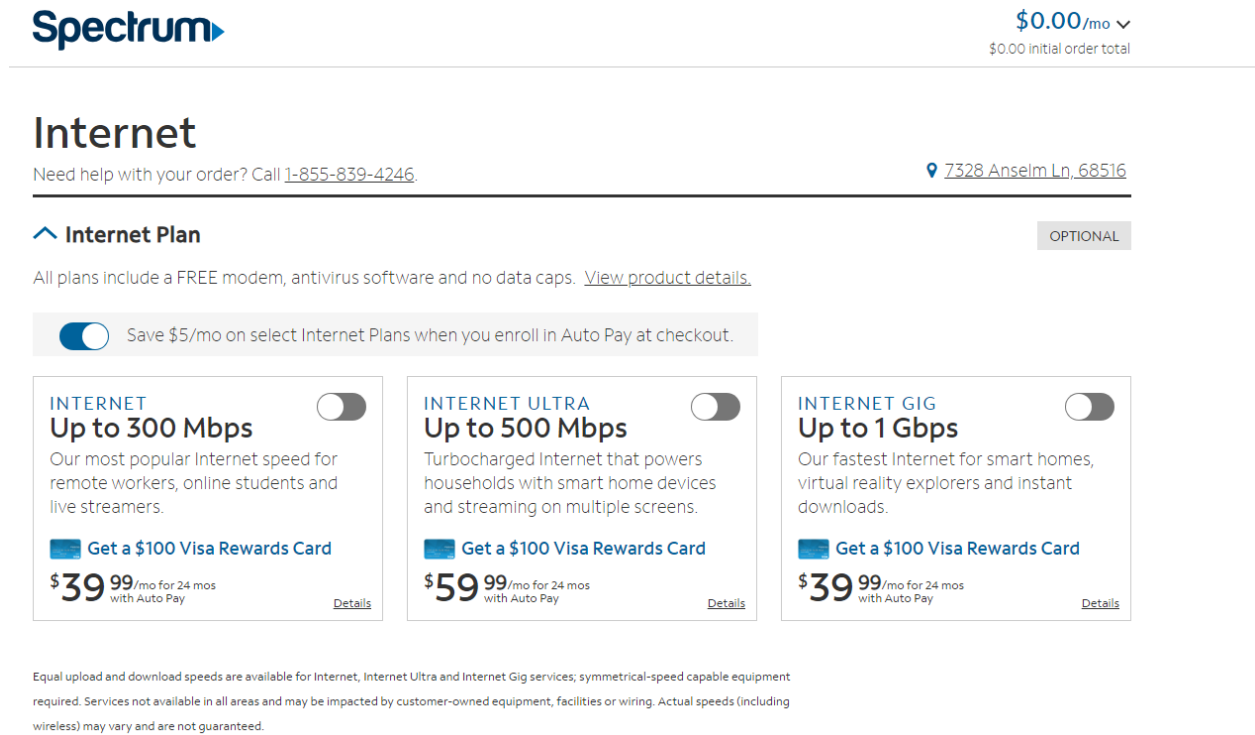 Spectrum
$0.00/mo
$0.00 initial order total
Internet
Need help with your order? Call 1-855-839-4246.
7328 Anselm Ln, 68516
Internet Plan
OPTIONAL
All plans include a FREE modem, antivirus software and no data caps. View product details.
Save $5/mo on select Internet Plans when you enroll in Auto Pay at checkout.
INTERNET
Up to 300 Mbps
Our most popular Internet speed for
remote workers, online students and
live streamers.
Get a $100 Visa Rewards Card
$39 99/mo for 24 mos
with Auto Pay
Details
INTERNET ULTRA
Up to 500 Mbps
Turbocharged Internet that powers
households with smart home devices
and streaming on multiple screens.
Get a $100 Visa Rewards Card
$59 99/mo for 24 mos
with Auto Pay
Details
INTERNET GIG
Up to 1 Gbps
Our fastest Internet for smart homes,
virtual reality explorers and instant
downloads.
Get a $100 Visa Rewards Card
$39 99/mo for 24 mos
with Auto Pay
Details
Equal upload and download speeds are available for Internet, Internet Ultra and Internet Gig services; symmetrical-speed capable equipment
required. Services not available in all areas and may be impacted by customer-owned equipment, facilities or wiring. Actual speeds (including
wireless) may vary and are not guaranteed.